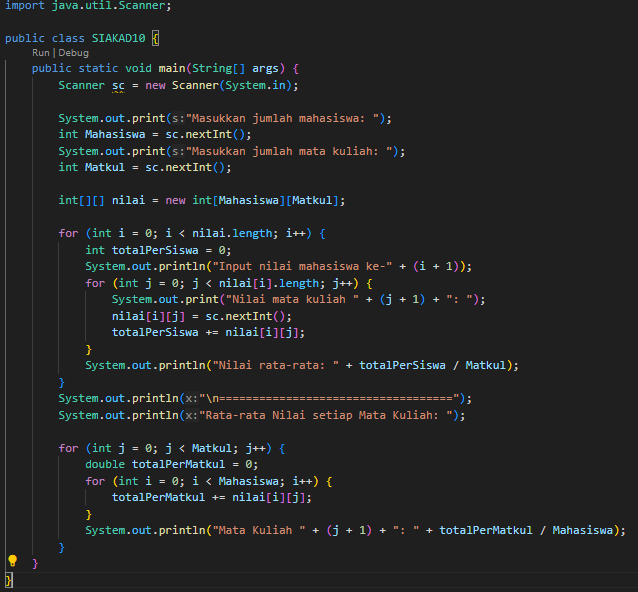 import java.util.Scanner;
public class SIAKAD10 {
Run | Debug
public static void main(String[] args) {
Scanner sc = new Scanner(System.in);
System.out.print(s:"Masukkan jumlah mahasiswa: ");
int Mahasiswa = sc.nextInt();
System.out.print(s:"Masukkan jumlah mata kuliah: ");
int Matkul = sc.nextInt();
int[][] nilai = new int[Mahasiswa][Matkul];
for (int i = 0; i < nilai.length; i++) {
int totalPerSiswa = 0;
System.out.println("Input nilai mahasiswa ke-" + (i + 1));
for (int j = 0; j < nilai[i].length; j++) {
System.out.print("Nilai mata kuliah " + (j + 1) + ": ");
nilai[i][j] = sc.nextInt();
totalPerSiswa += nilai[i][j];
}
System.out.println("Nilai rata-rata: " + totalPerSiswa / Matkul);
}
System.out.println(x:"\n===================================");
System.out.println(x:"Rata-rata Nilai setiap Mata Kuliah: ");
for (int j = 0; j < Matkul; j++) {
double totalPerMatkul = 0;
for (int i = 0; i < Mahasiswa; i++) {
totalPerMatkul += nilai[i][j];
}
System.out.println("Mata Kuliah " + (j + 1) + ": " + totalPerMatkul / Mahasiswa);
}
}
}